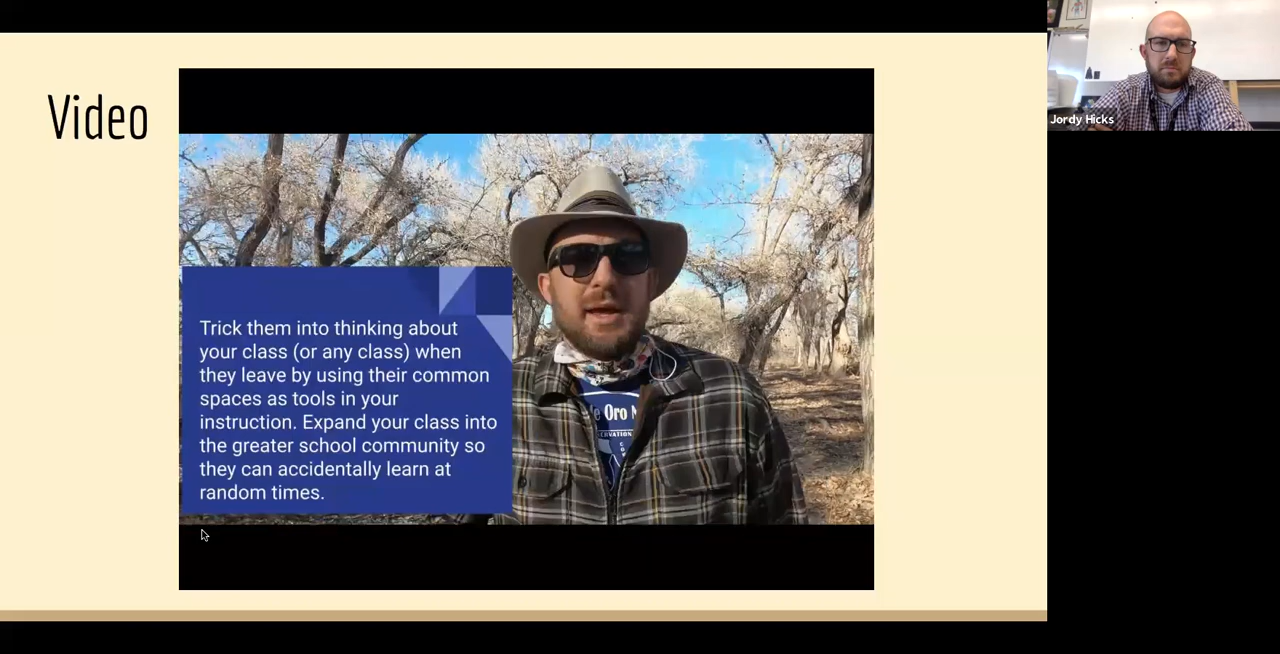 Video
Jordy Hicks
Trick them into thinking about
your class (or any class) when
they leave by using their common
spaces as tools in your
instruction. Expand your class into
the greater school community so
they can accidentally learn at
random times.
Oro